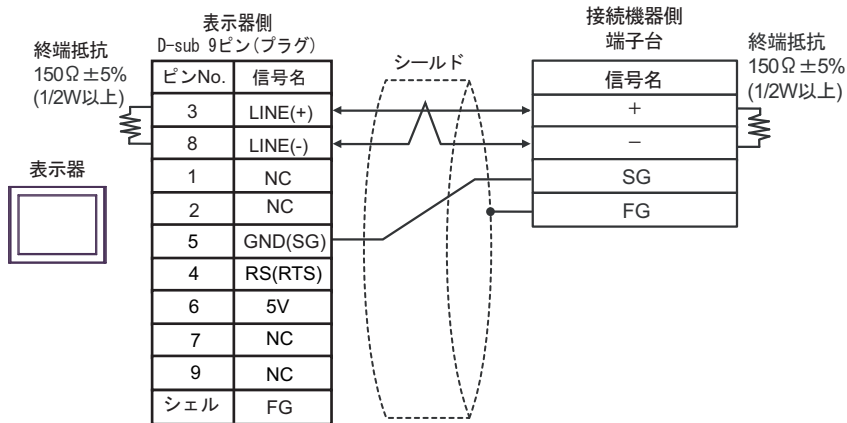 表示器側
D-sub 9ピン(プラグ)
終端抵抗
150Ω±5%
(1/2W以上)
ピンNo. 信号名
3 LINE(+)
8 LINE(-)
1 NC
2 NC
5 GND(SG)
4 RS(RTS)
6 5V
7 NC
9 NC
シェル FG
表示器
シールド
接続機器側
端子台
信号名
+
−
SG
FG
終端抵抗
150Ω±5%
(1/2W以上)